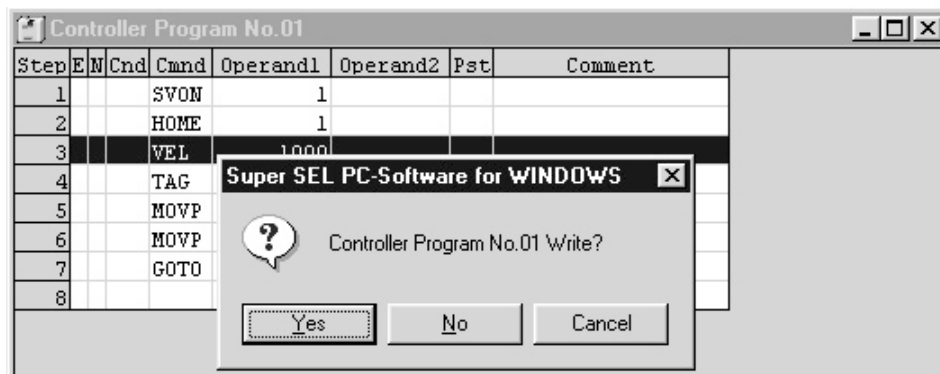 Controller Program No.01
Step E N Cnd Cmnd Operand1 Operand2 Pst Comment
1 SVON 1
2 HOME 1
3 VEL 1000
4 TAG
5 MOVP
6 MOVP
7 GOTO
8
Super SEL PC-Software for WINDOWS
? Controller Program No.01 Write?
Yes No Cancel